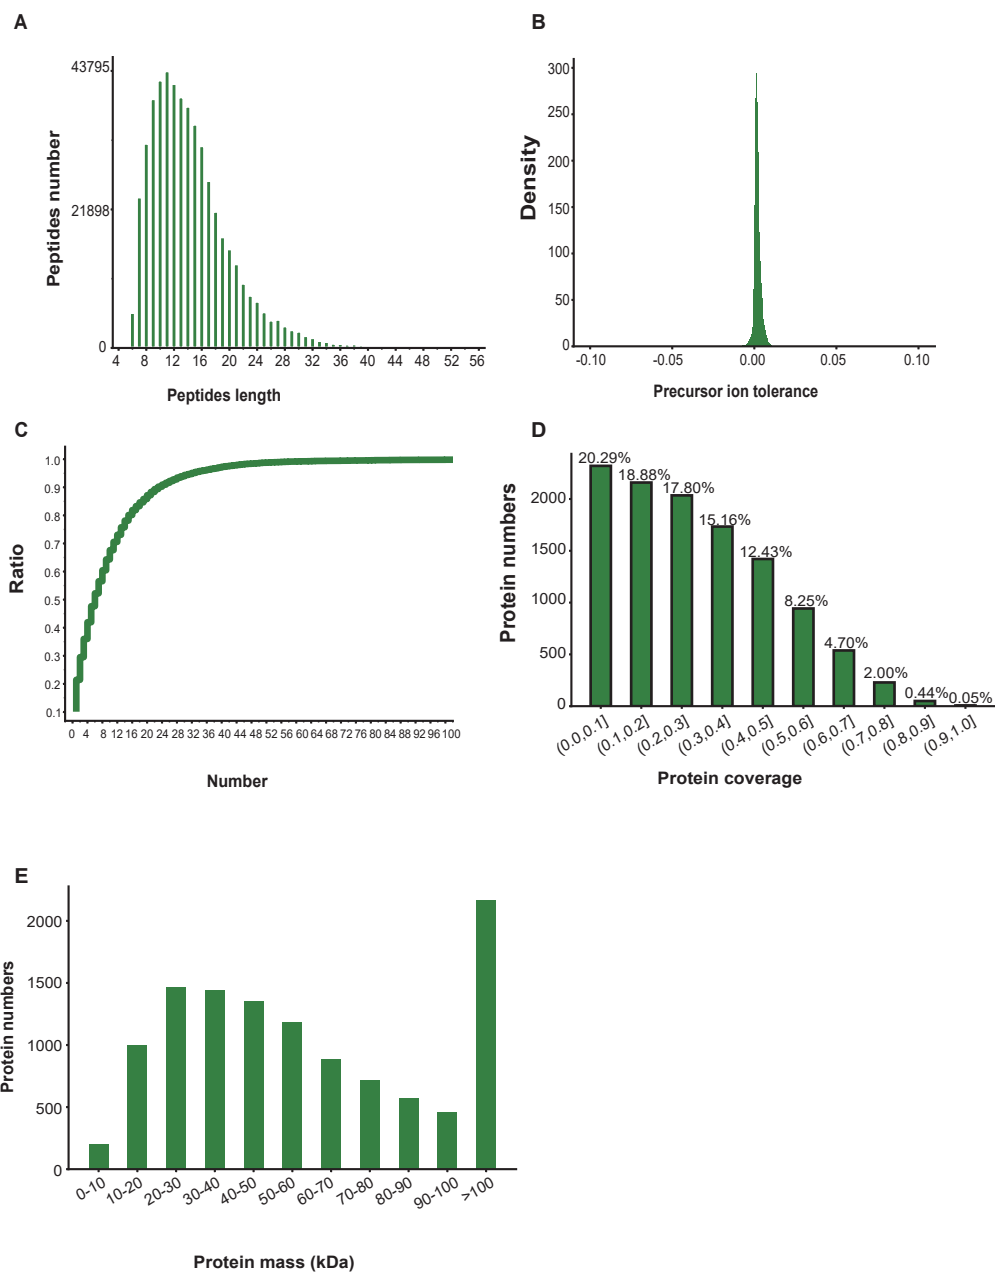 A
43795
21898
0
Peptides number
4 8 12 16 20 24 28 32 36 40 44 48 52 56
Peptides length
B
300
250
200
150
100
50
0
Density
-0.10 -0.05 0.00 0.05 0.10
Precursor ion tolerance
C
1.0
0.9
0.8
0.7
0.6
0.5
0.4
0.3
0.2
0.1
Ratio
0 4 8 12 16 20 24 28 32 36 40 44 48 52 56 60 64 68 72 76 80 84 88 92 96 100
Number
D
20.29% 18.88% 17.80% 15.16% 12.43% 8.25% 4.70% 2.00% 0.44% 0.05%
2000
1500
1000
500
0
Protein numbers
(0.0,0.1] (0.1,0.2] (0.2,0.3] (0.3,0.4] (0.4,0.5] (0.5,0.6] (0.6,0.7] (0.7,0.8] (0.8,0.9] (0.9,1.0]
Protein coverage
E
2000
1500
1000
500
0
Protein numbers
0-10 10-20 20-30 30-40 40-50 50-60 60-70 70-80 80-90 90-100 >100
Protein mass (kDa)